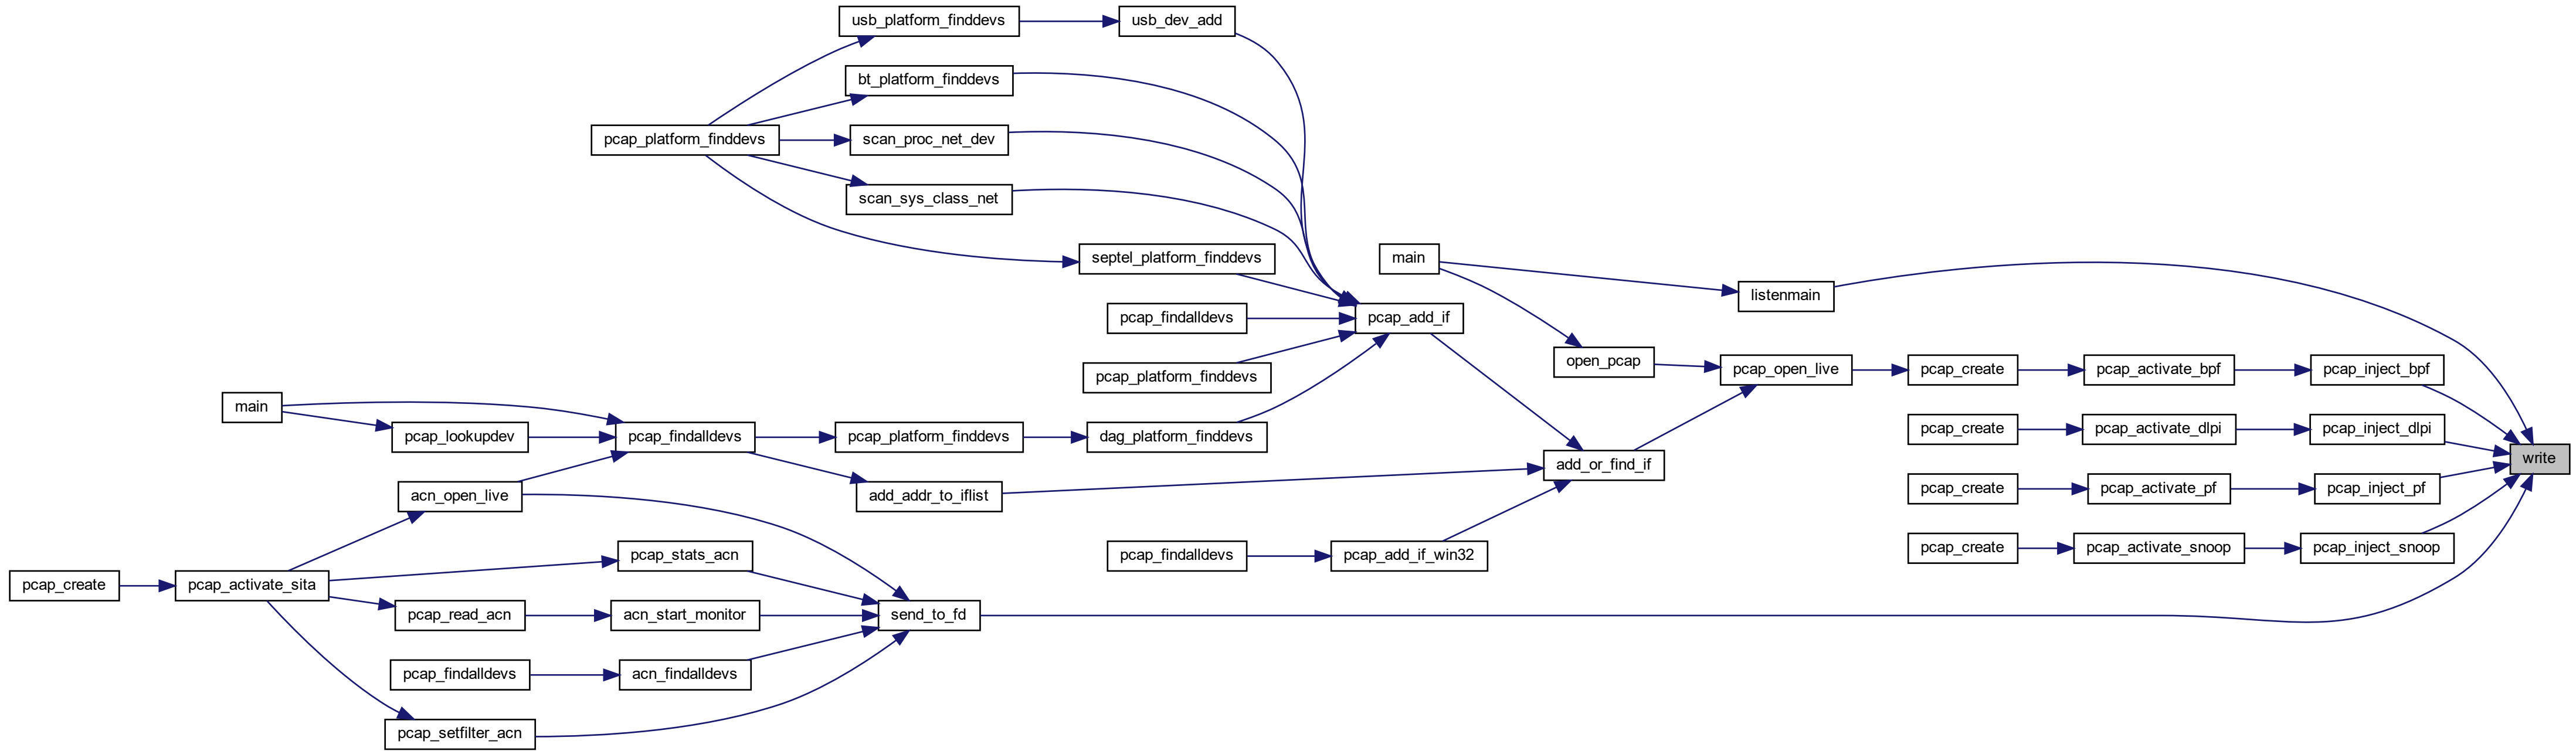 usb_platform_finddevs
usb_dev_add
bt_platform_finddevs
pcap_platform_finddevs
scan_proc_net_dev
scan_sys_class_net
septel_platform_finddevs
main
listenmain
pcap_findalldevs
pcap_add_if
open_pcap
pcap_open_live
pcap_create
pcap_activate_bpf
pcap_inject_bpf
pcap_platform_finddevs
main
pcap_lookupdev
pcap_findalldevs
pcap_platform_finddevs
dag_platform_finddevs
pcap_create
pcap_activate_dlpi
pcap_inject_dlpi
write
add_or_find_if
acn_open_live
add_addr_to_iflist
pcap_create
pcap_activate_pf
pcap_inject_pf
pcap_stats_acn
pcap_findalldevs
pcap_add_if_win32
pcap_create
pcap_activate_snoop
pcap_inject_snoop
pcap_create
pcap_activate_sita
pcap_read_acn
acn_start_monitor
send_to_fd
pcap_findalldevs
acn_findalldevs
pcap_setfilter_acn